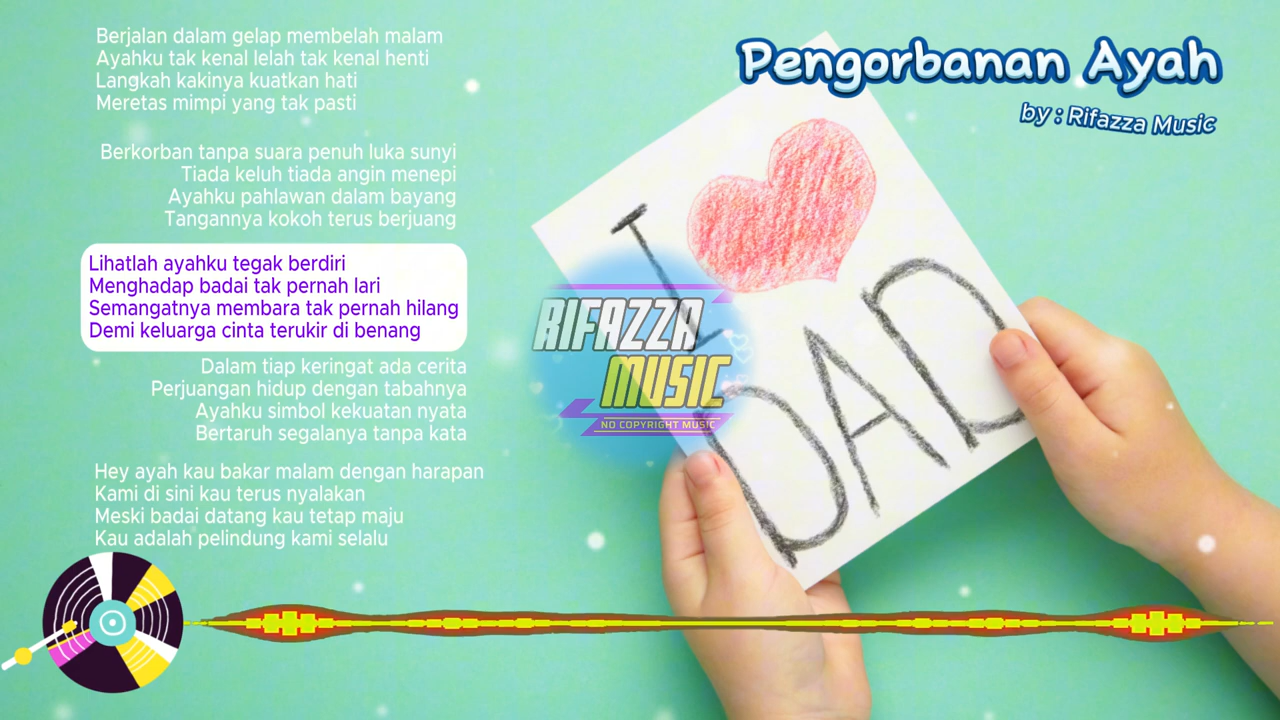 Berjalan dalam gelap membelah malam
Ayahku tak kenal lelah tak kenal henti
Langkah kakinya kuatkan hati
Meretas mimpi yang tak pasti
Berkorban tanpa suara penuh luka sunyi
Tiada keluh tiada angin menepi
Ayahku pahlawan dalam bayang
Tangannya kokoh terus berjuang
Lihatlah ayahku tegak berdiri
Menghadap badai tak pernah lari
Semangatnya membara tak pernah hilang
Demi keluarga cinta terukir di benang
Dalam tiap keringat ada cerita
Perjuangan hidup dengan tabahnya
Ayahku simbol kekuatan nyata
Bertaruh segalanya tanpa kata
Hey ayah kau bakar malam dengan harapan
Kami di sini kau terus nyalakan
Meski badai datang kau tetap maju
Kau adalah pelindung kami selalu
Pengorbanan Ayah
by : Rifazza Music
I
DAD
RIFAZZA
MUSIC
NO COPYRIGHT MUSIC